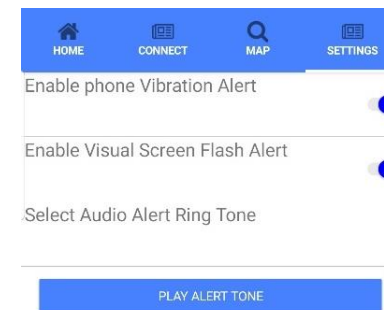 HOME CONNECT MAP SETTINGS
Enable phone Vibration Alert
Enable Visual Screen Flash Alert
Select Audio Alert Ring Tone
PLAY ALERT TONE